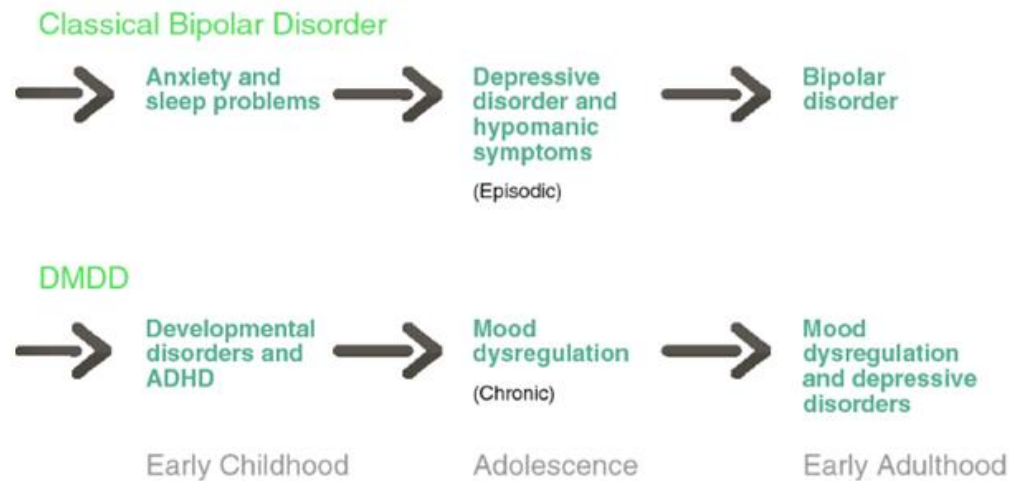 Classical Bipolar Disorder
Anxiety and
sleep problems
Depressive
disorder and
hypomanic
symptoms
(Episodic)
Bipolar
disorder
DMDD
Developmental
disorders and
ADHD
Mood
dysregulation
(Chronic)
Mood
dysregulation
and depressive
disorders
Early Childhood
Adolescence
Early Adulthood